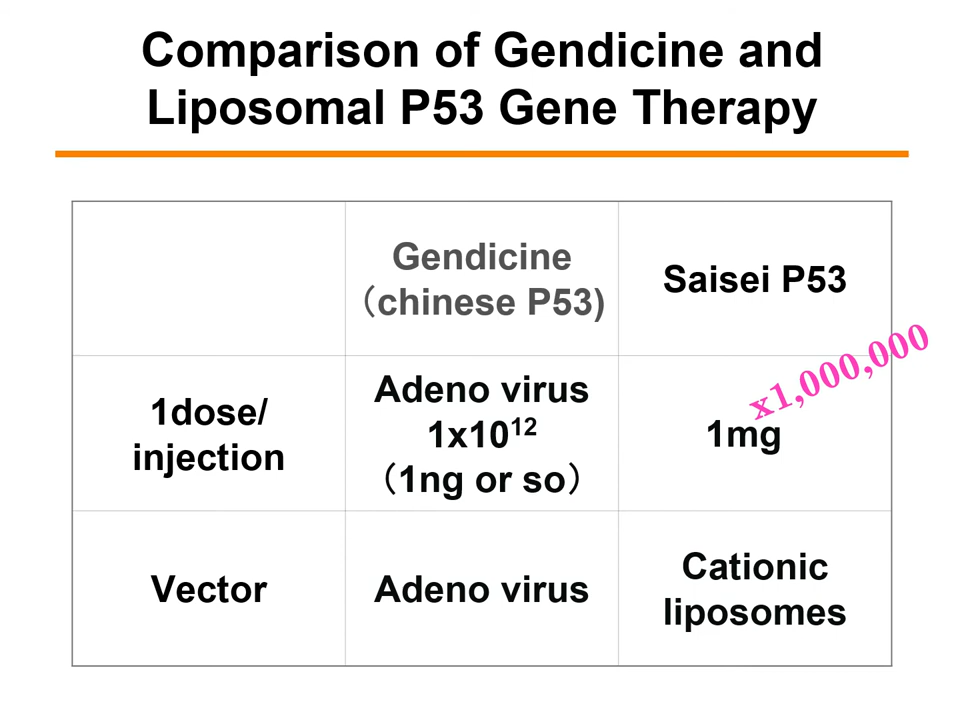 Comparison of Gendicine and
Liposomal P53 Gene Therapy
Gendicine
（chinese P53)
Saisei P53
1dose/
injection
Adeno virus
1x10¹²
（1ng or so）
x1,000,000
1mg
Vector
Adeno virus
Cationic
liposomes